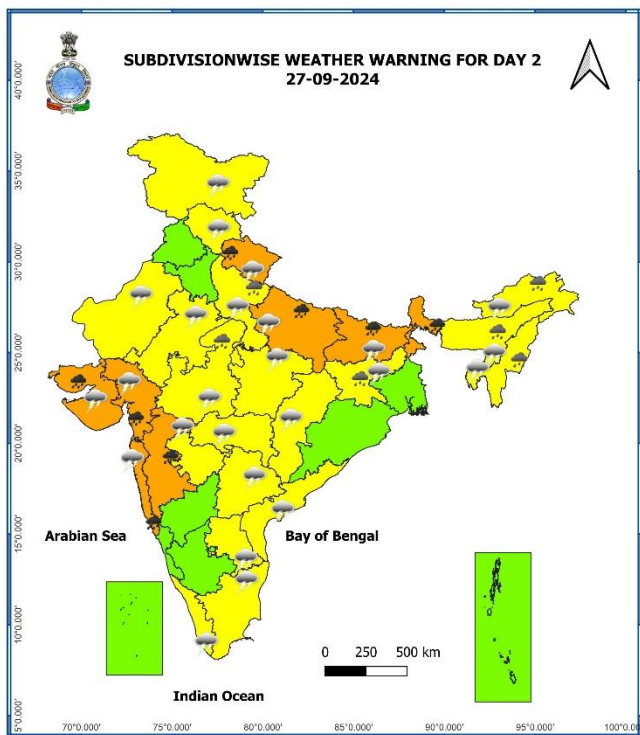 SUBDIVISIONWISE WEATHER WARNING FOR DAY 2
27-09-2024
40°0.000'
35°0.000'
30°0.000'
25°0.000'
20°0.000'
15°0.000'
10°0.000'
5°0.000'
Arabian Sea
Bay of Bengal
0 250 500 km
Indian Ocean
70°0.000' 75°0.000' 80°0.000' 85°0.000' 90°0.000' 95°0.000' 100°0.000'